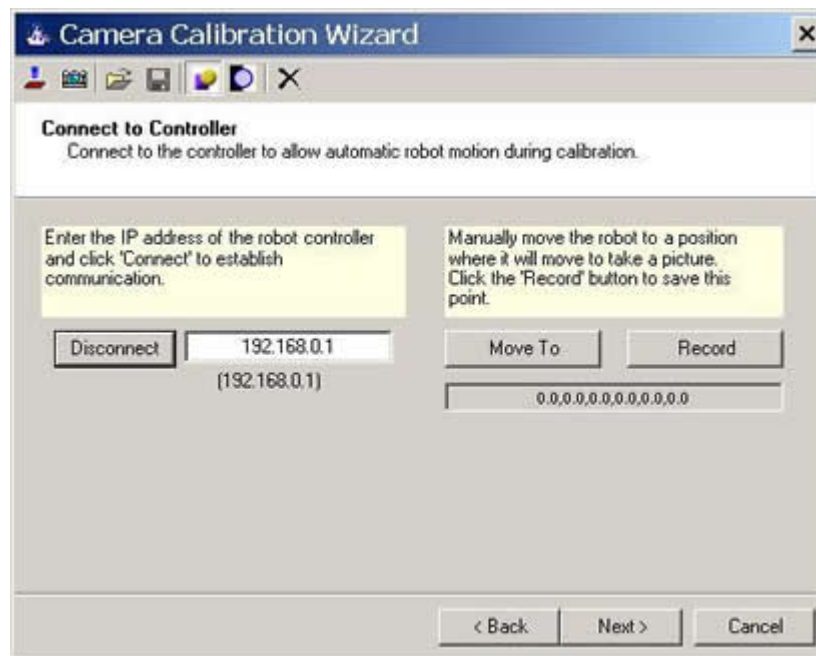 Camera Calibration Wizard
Connect to Controller
Connect to the controller to allow automatic robot motion during calibration.
Enter the IP address of the robot controller
and click 'Connect' to establish
communication.
Manually move the robot to a position
where it will move to take a picture.
Click the 'Record' button to save this
point.
Disconnect
192.168.0.1
(192.168.0.1)
Move To
Record
0.0,0.0,0.0,0.0,0.0,0.0
< Back
Next >
Cancel